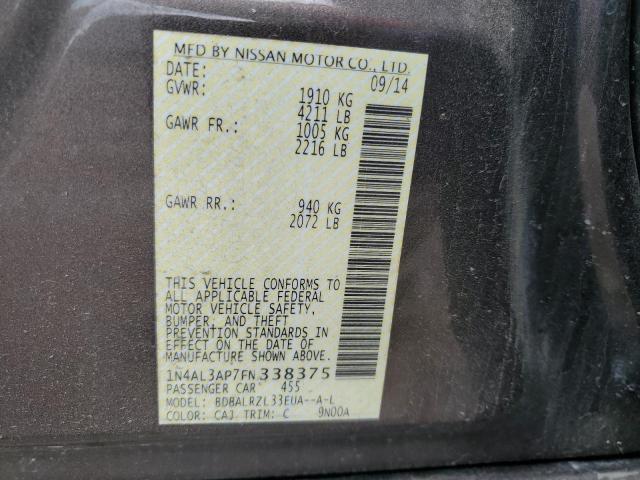 MFD BY NISSAN MOTOR CO., LTD.
DATE: 09/14
GVWR: 1910 KG
4211 LB
GAWR FR.: 1005 KG
2216 LB
GAWR RR.: 940 KG
2072 LB
THIS VEHICLE CONFORMS TO
ALL APPLICABLE FEDERAL
MOTOR VEHICLE SAFETY,
BUMPER, AND THEFT
PREVENTION STANDARDS IN
EFFECT ON THE DATE OF
MANUFACTURE SHOWN ABOVE.
1N4AL3AP7FN338375
PASSENGER CAR 455
MODEL: BDBALRZL33EUA--A-L
COLOR: CAJ TRIM: C 9N00A